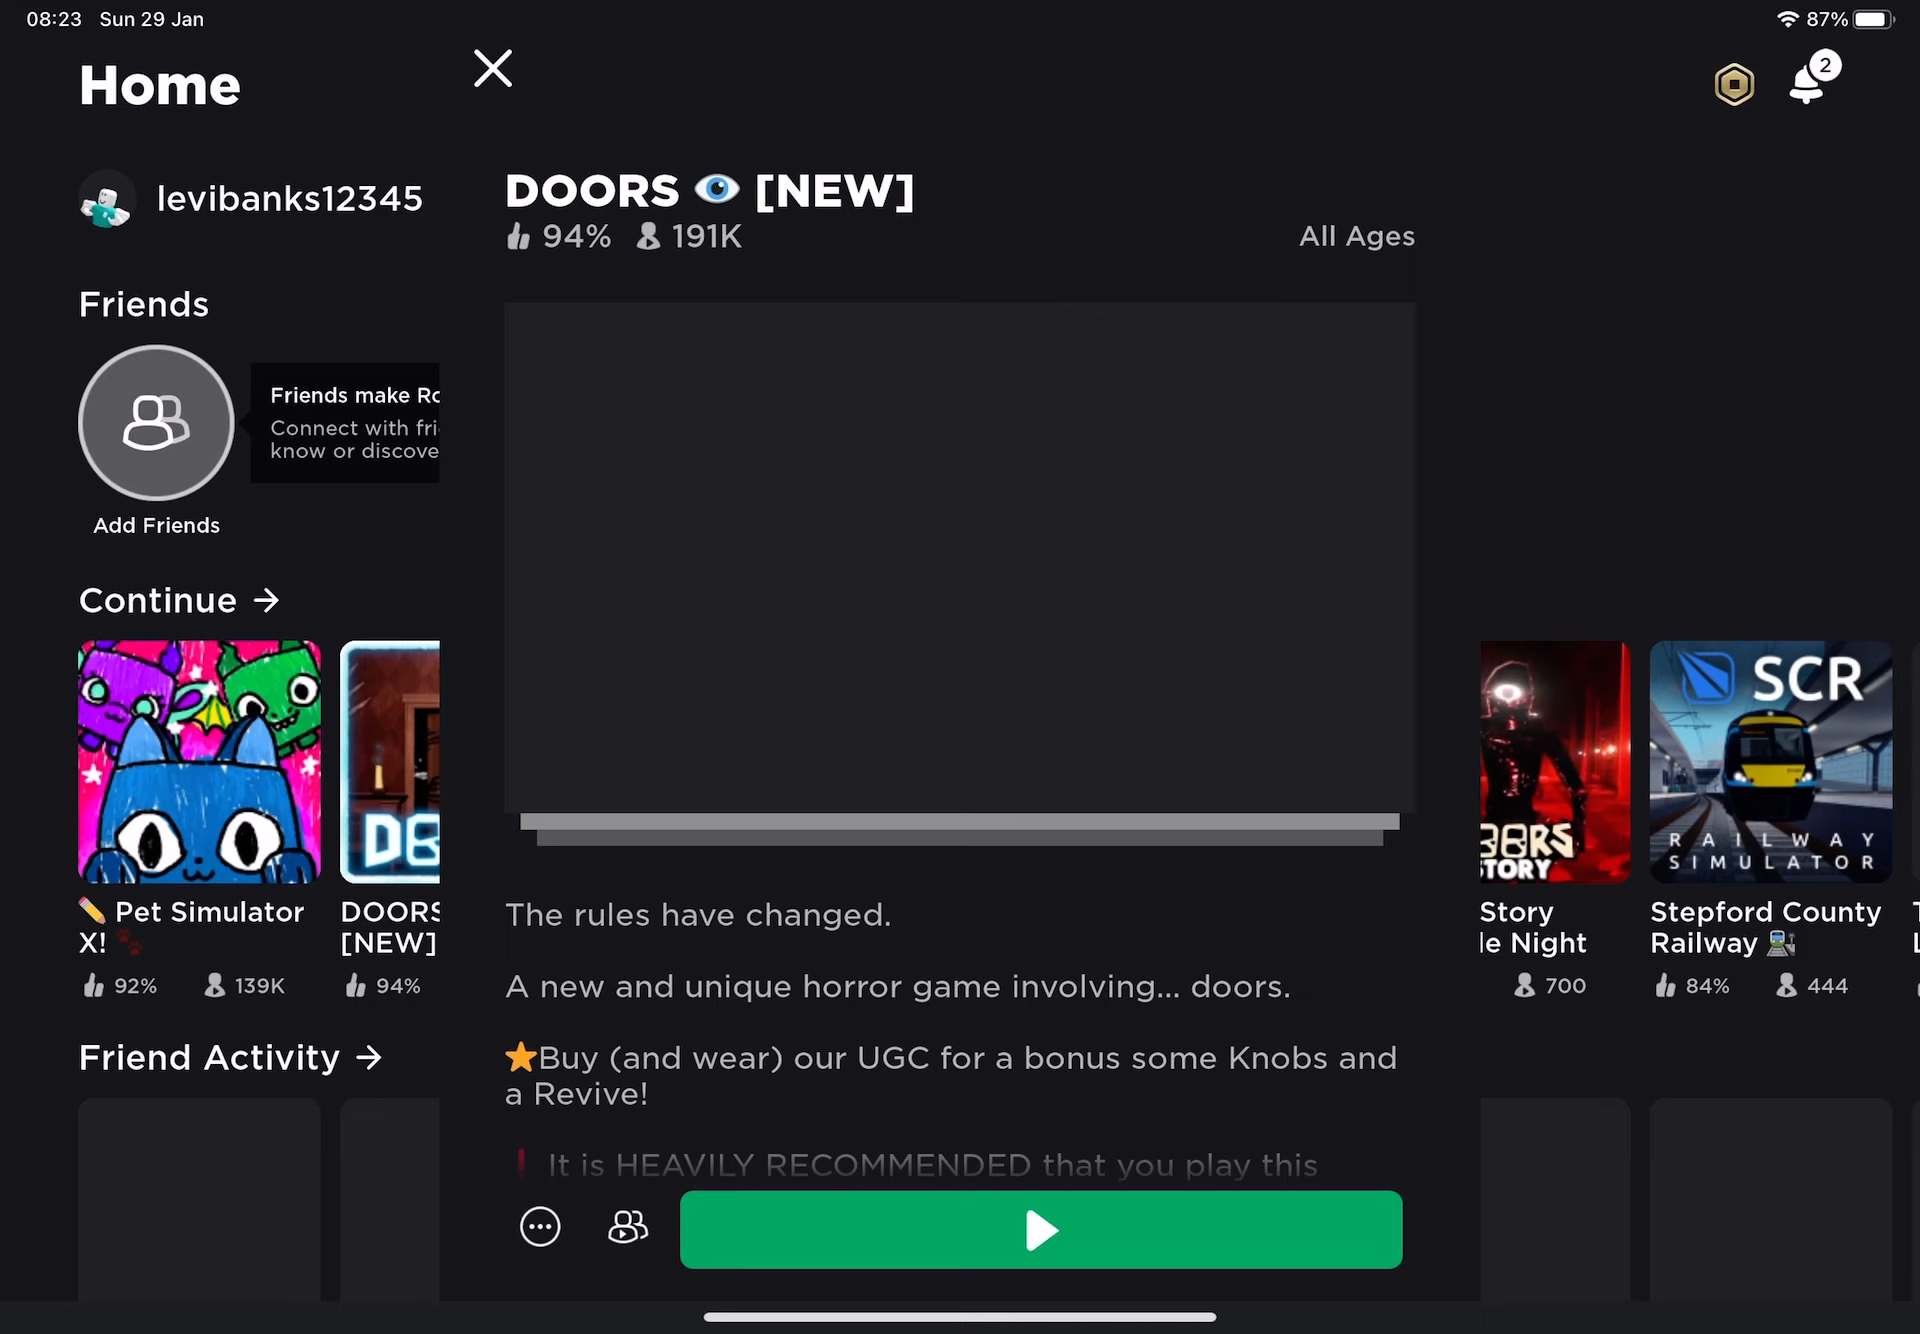 08:23 Sun 29 Jan
87%
Home
2
levibanks12345
DOORS 👁 [NEW]
94% 191K
All Ages
Friends
Friends make Ro
Connect with fri
know or discove
Add Friends
Continue →
SCR
RAILWAY
SIMULATOR
STORY
Pet Simulator
X!
92% 139K
DOORS
[NEW]
94%
Story
le Night
700
Stepford County
Railway
84% 444
The rules have changed.
A new and unique horror game involving... doors.
⭐Buy (and wear) our UGC for a bonus some Knobs and
a Revive!
❗ It is HEAVILY RECOMMENDED that you play this
Friend Activity →